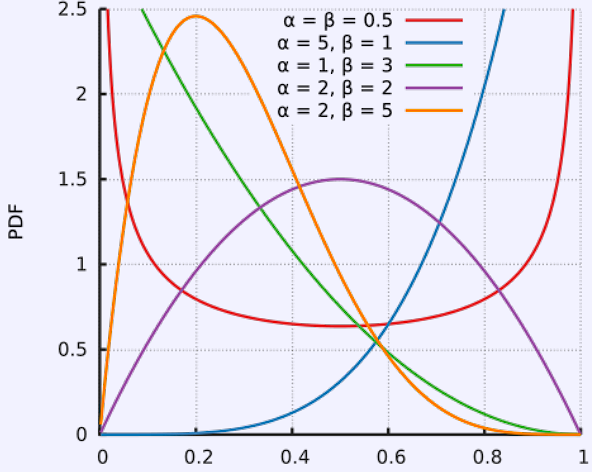 2.5
α = β = 0.5
α = 5, β = 1
2
α = 1, β = 3
α = 2, β = 2
α = 2, β = 5
1.5
PDF
1
0.5
0
0 0.2 0.4 0.6 0.8 1